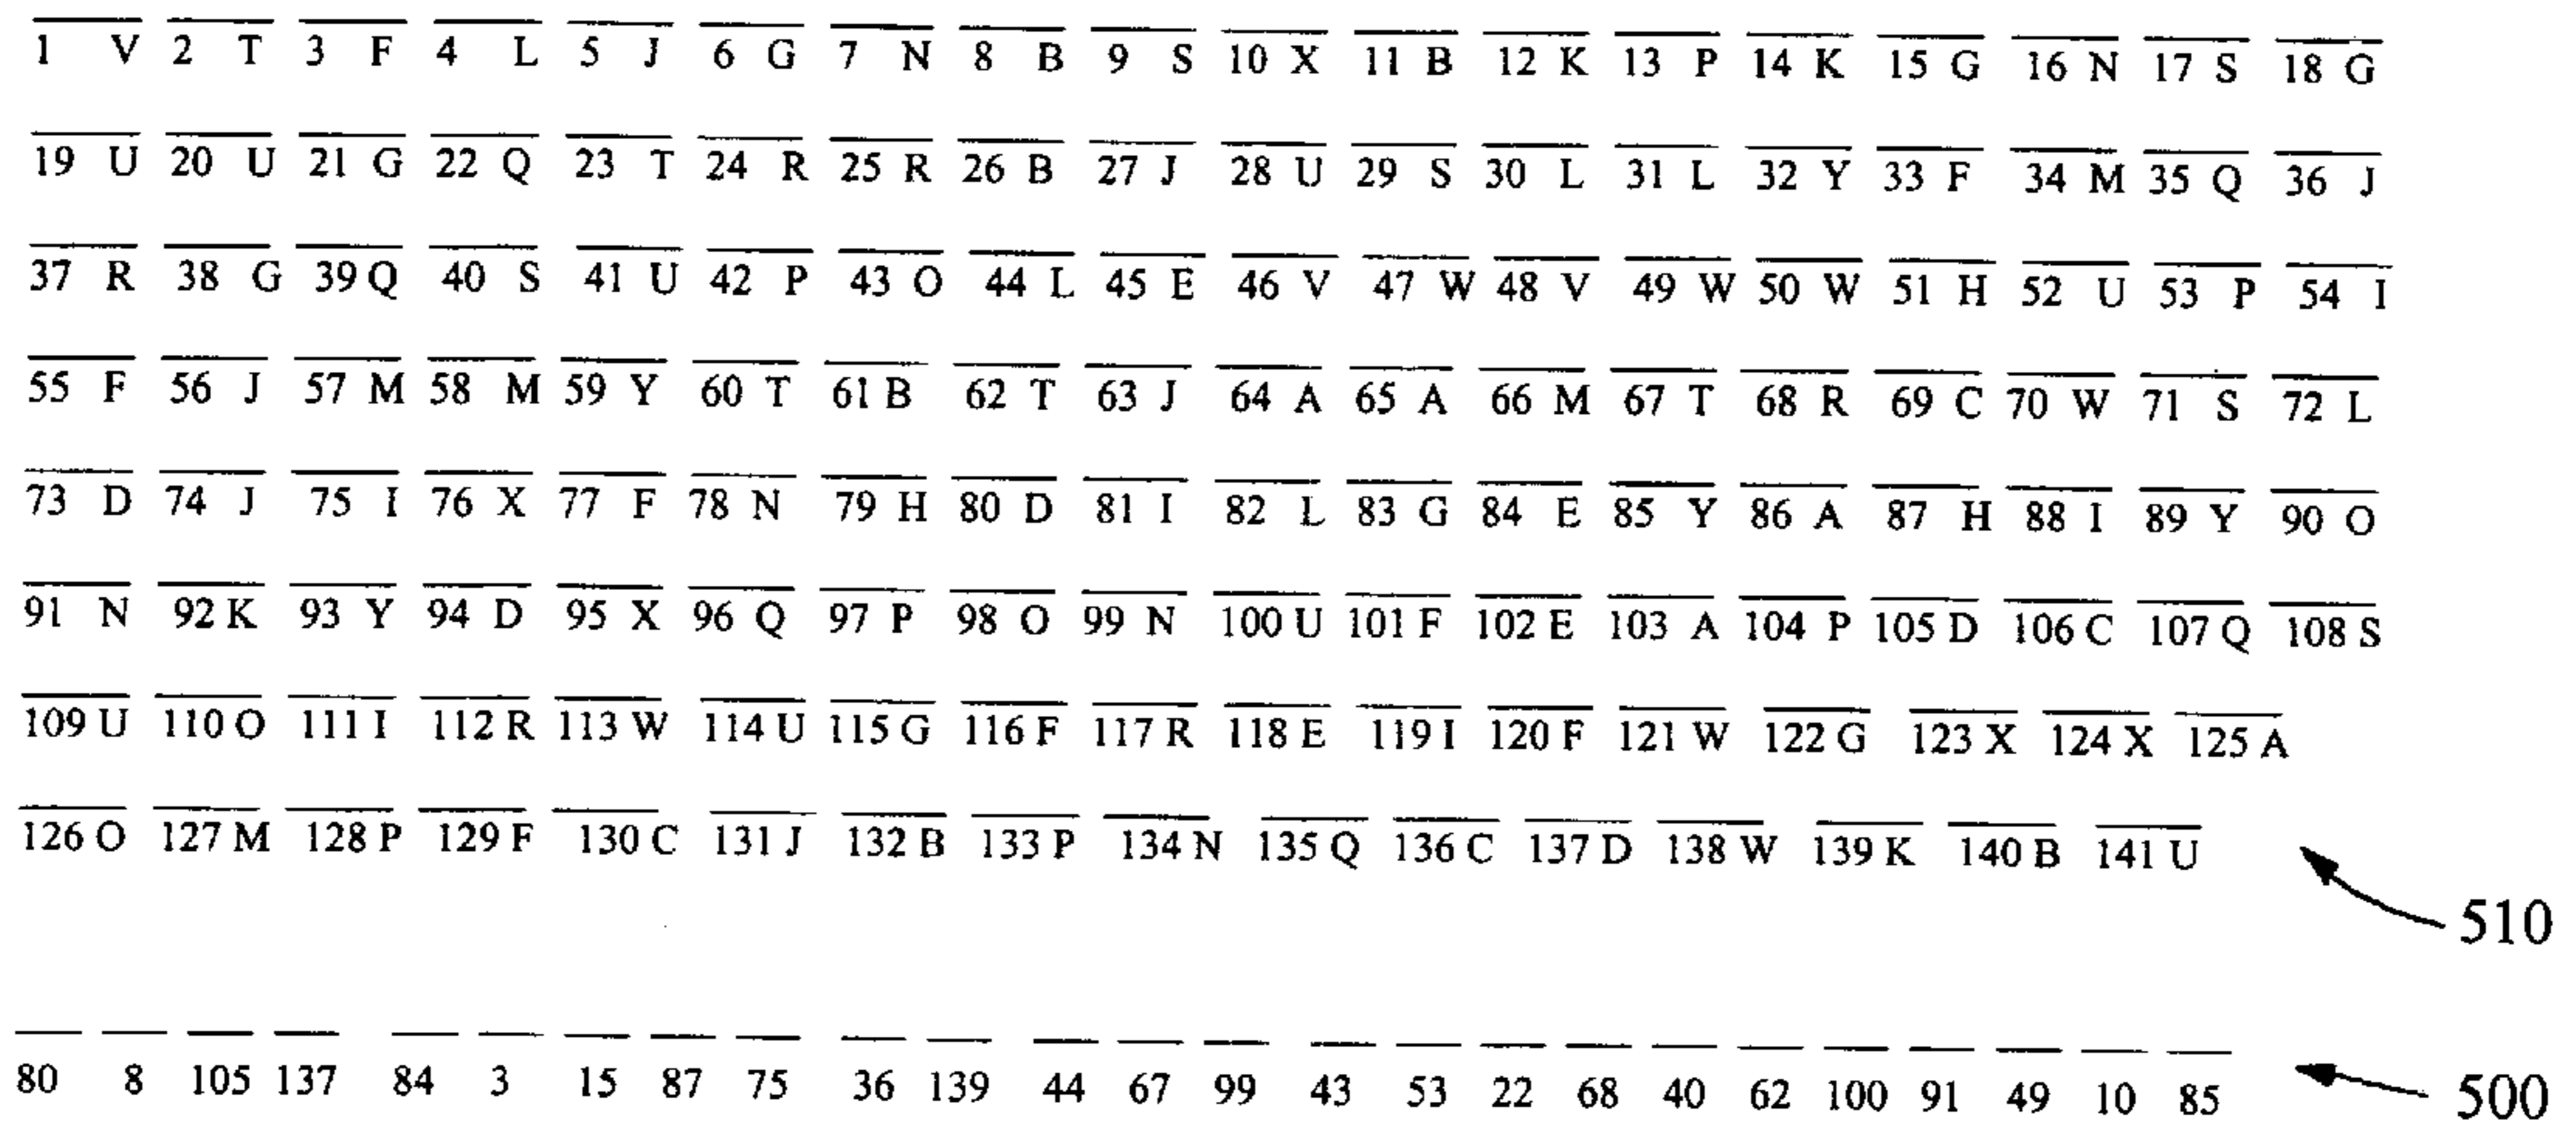 1 V 2 T 3 F 4 L 5 J 6 G 7 N 8 B 9 S 10 X 11 B 12 K 13 P 14 K 15 G 16 N 17 S 18 G
19 U 20 U 21 G 22 Q 23 T 24 R 25 R 26 B 27 J 28 U 29 S 30 L 31 L 32 Y 33 F 34 M 35 Q 36 J
37 R 38 G 39 Q 40 S 41 U 42 P 43 O 44 L 45 E 46 V 47 W 48 V 49 W 50 W 51 H 52 U 53 P 54 I
55 F 56 J 57 M 58 M 59 Y 60 T 61 B 62 T 63 J 64 A 65 A 66 M 67 T 68 R 69 C 70 W 71 S 72 L
73 D 74 J 75 I 76 X 77 F 78 N 79 H 80 D 81 I 82 L 83 G 84 E 85 Y 86 A 87 H 88 I 89 Y 90 O
91 N 92 K 93 Y 94 D 95 X 96 Q 97 P 98 O 99 N 100 U 101 F 102 E 103 A 104 P 105 D 106 C 107 Q 108 S
109 U 110 O 111 I 112 R 113 W 114 U 115 G 116 F 117 R 118 E 119 I 120 F 121 W 122 G 123 X 124 X 125 A
126 O 127 M 128 P 129 F 130 C 131 J 132 B 133 P 134 N 135 Q 136 C 137 D 138 W 139 K 140 B 141 U
510
80 8 105 137 84 3 15 87 75 36 139 44 67 99 43 53 22 68 40 62 100 91 49 10 85
500